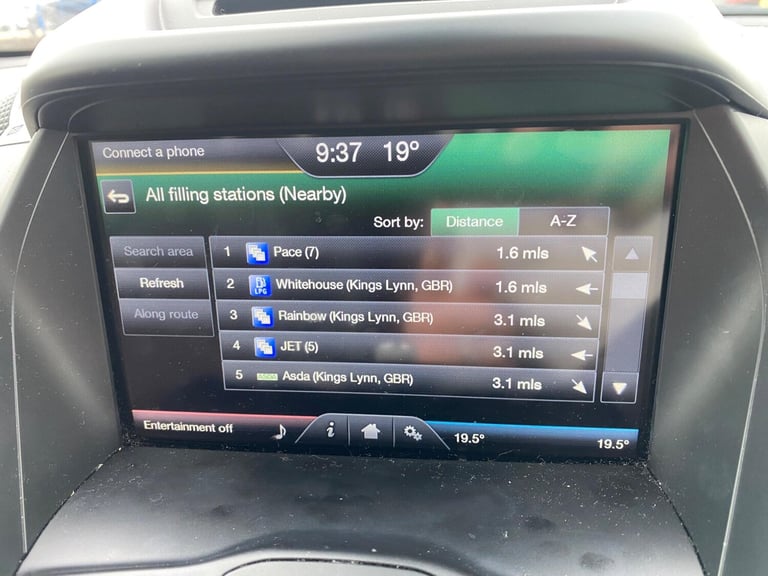 Connect a phone
9:37 19°
All filling stations (Nearby)
Sort by: Distance A-Z
Search area
Refresh
Along route
1 Pace (7) 1.6 mls
2 LPG Whitehouse (Kings Lynn, GBR) 1.6 mls
3 Rainbow (Kings Lynn, GBR) 3.1 mls
4 JET (5) 3.1 mls
5 ASDA Asda (Kings Lynn, GBR) 3.1 mls
Entertainment off i 19.5° 19.5°